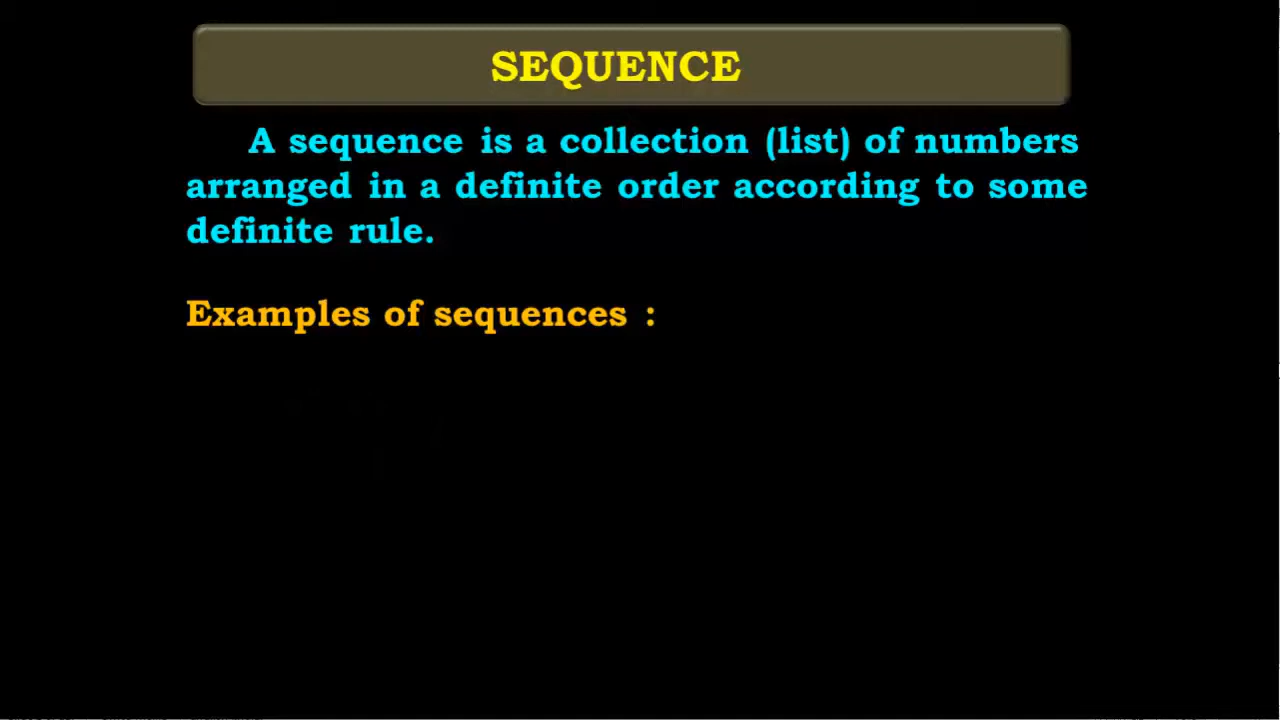 SEQUENCE
A sequence is a collection (list) of numbers
arranged in a definite order according to some
definite rule.
Examples of sequences :